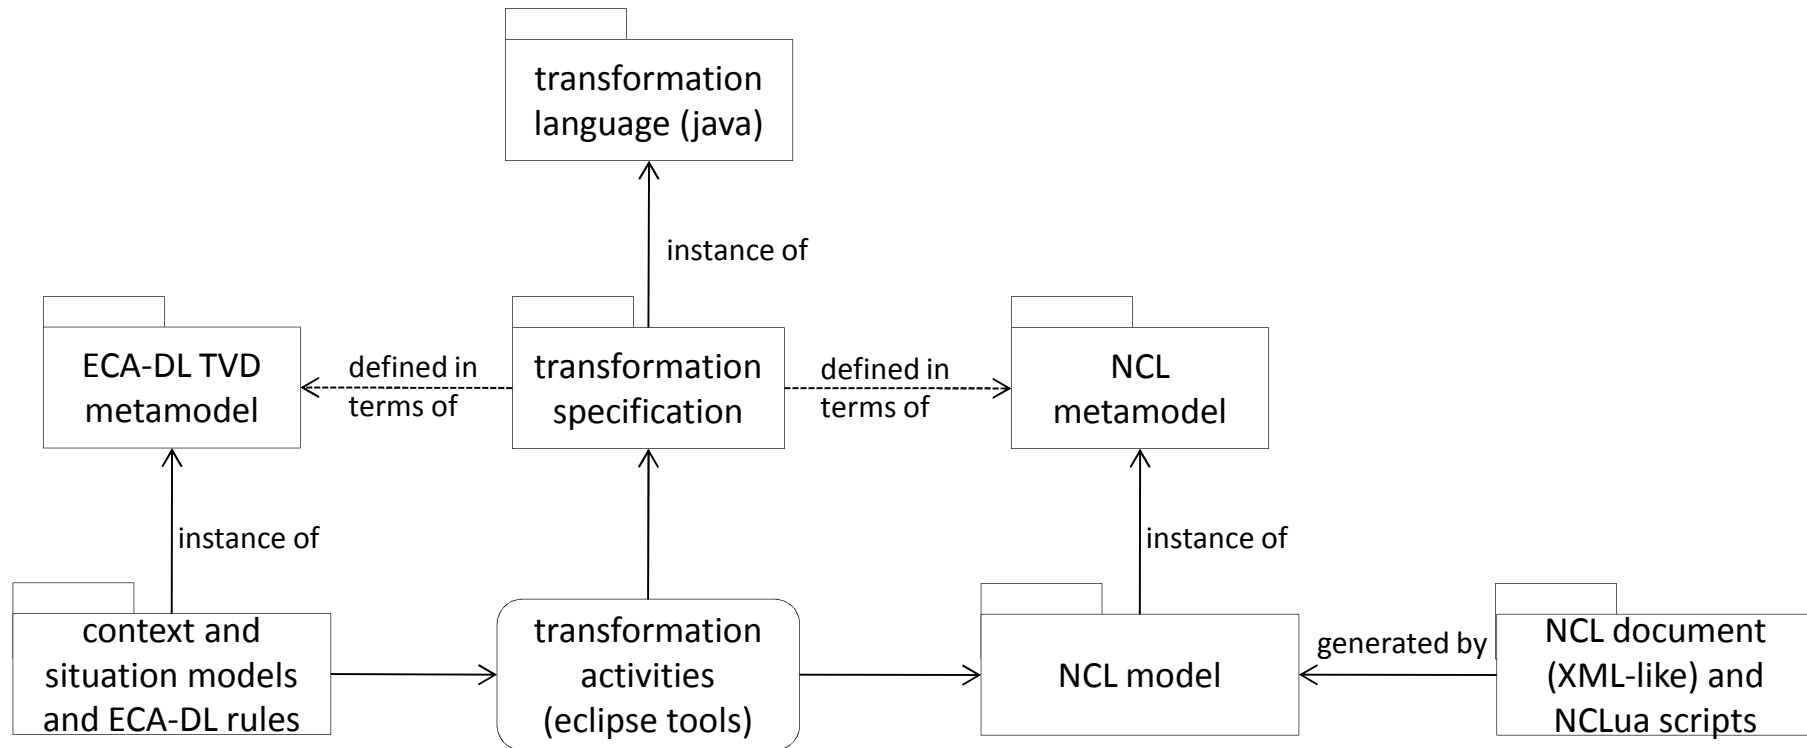 transformation
language (java)
instance of
ECA-DL TVD
metamodel
defined in
terms of
transformation
specification
defined in
terms of
NCL
metamodel
instance of
instance of
context and
situation models
and ECA-DL rules
transformation
activities
(eclipse tools)
NCL model
generated by
NCL document
(XML-like) and
NCLua scripts